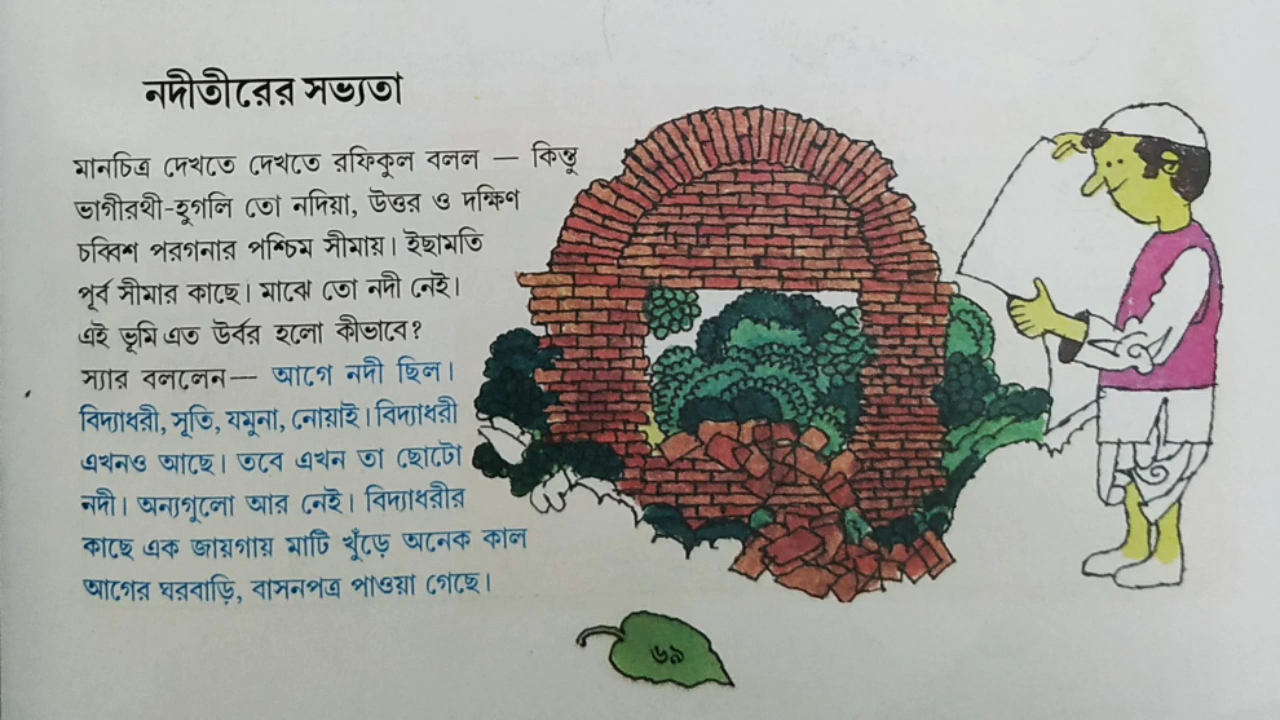 নদীতীরের সভ্যতা
মানচিত্র দেখতে দেখতে রফিকুল বলল — কিন্তু
ভাগীরথী-হুগলি তো নদিয়া, উত্তর ও দক্ষিণ
চব্বিশ পরগনার পশ্চিম সীমায়। ইছামতি
পূর্ব সীমার কাছে। মাঝে তো নদী নেই।
এই ভূমি এত উর্বর হলো কীভাবে?
স্যার বললেন— আগে নদী ছিল।
বিদ্যাধরী, সূতি, যমুনা, নোয়াই। বিদ্যাধরী
এখনও আছে। তবে এখন তা ছোটো
নদী। অন্যগুলো আর নেই। বিদ্যাধরীর
কাছে এক জায়গায় মাটি খুঁড়ে অনেক কাল
আগের ঘরবাড়ি, বাসনপত্র পাওয়া গেছে।
৬৯